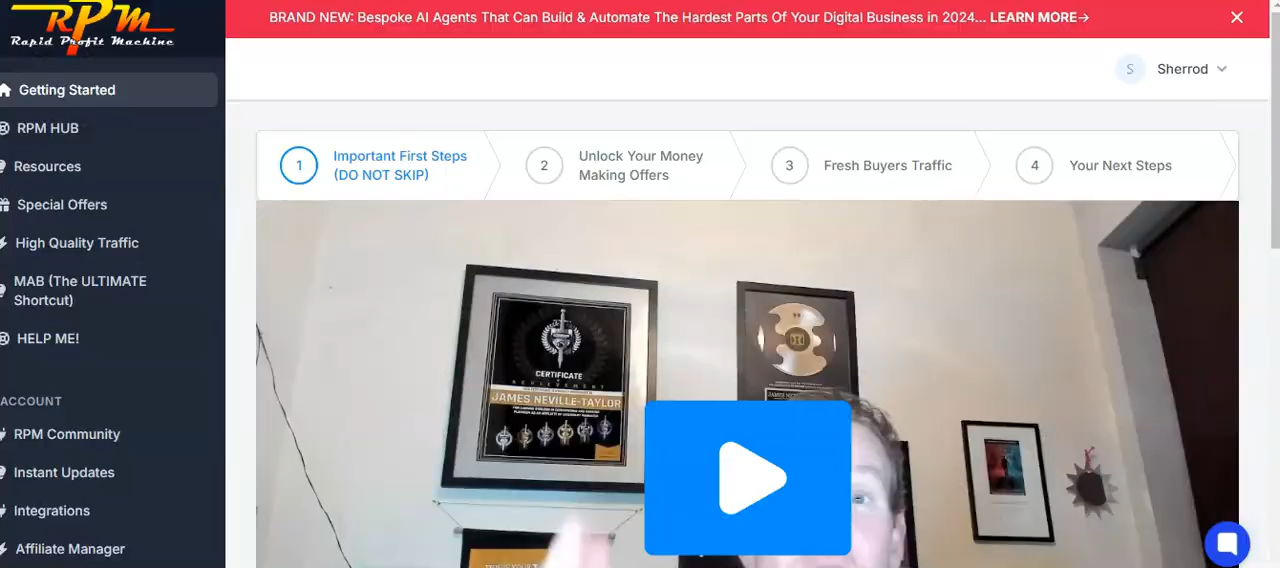 RPM
Rapid Profit Machine
BRAND NEW: Bespoke AI Agents That Can Build & Automate The Hardest Parts Of Your Digital Business in 2024... LEARN MORE→
S
Sherrod
Getting Started
RPM HUB
Resources
Special Offers
High Quality Traffic
MAB (The ULTIMATE
Shortcut)
HELP ME!
ACCOUNT
RPM Community
Instant Updates
Integrations
Affiliate Manager
1
Important First Steps
(DO NOT SKIP)
2
Unlock Your Money
Making Offers
3
Fresh Buyers Traffic
4
Your Next Steps
CERTIFICATE
JAMES NEVILLE-TAYLOR